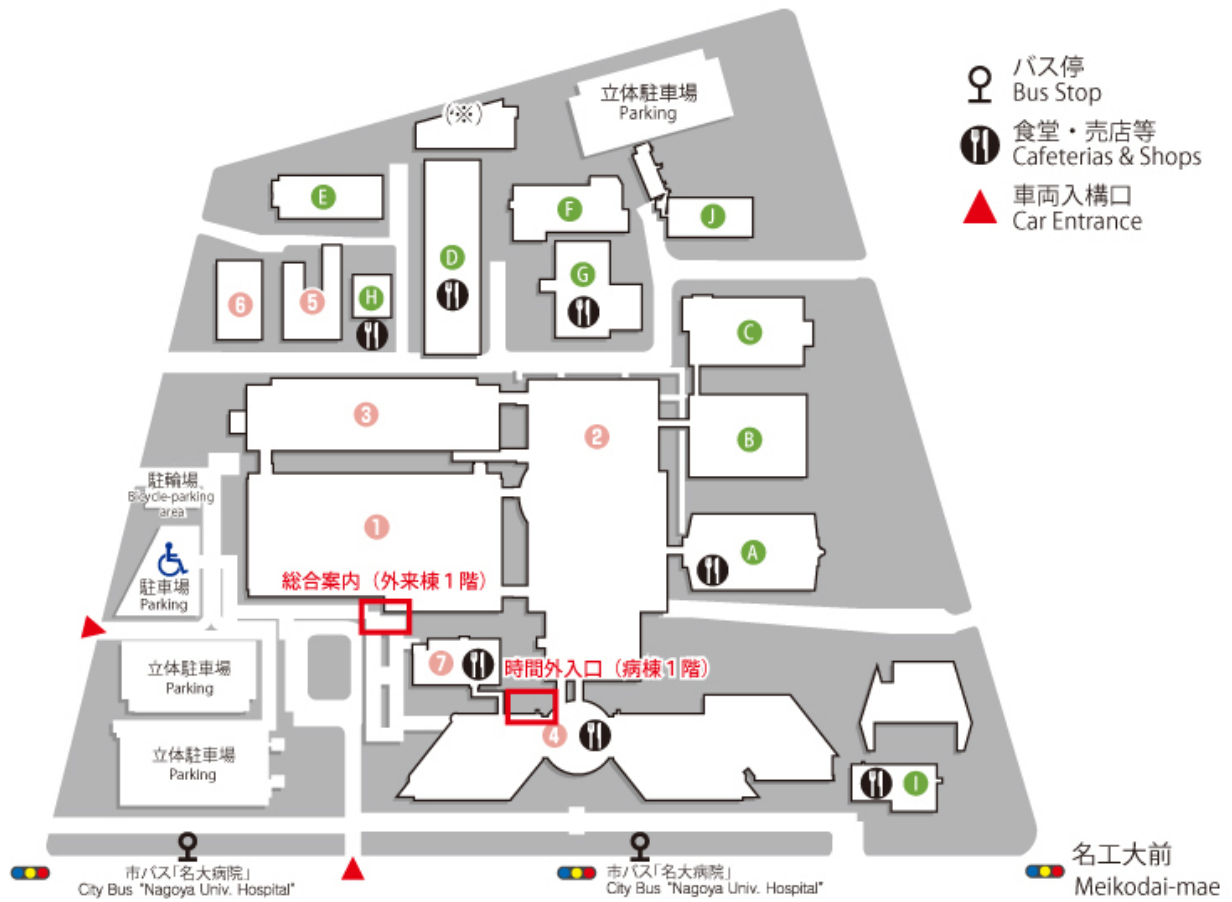 立体駐車場
Parking
バス停
Bus Stop
食堂・売店等
Cafeterias & Shops
車両入構口
Car Entrance
(※)
E
F
J
D
G
6
5
H
C
3
2
B
駐輪場
Bicycle-parking
area
1
A
駐車場
Parking
総合案内（外来棟１階）
立体駐車場
Parking
7
時間外入口（病棟１階）
4
立体駐車場
Parking
I
市バス「名大病院」
City Bus "Nagoya Univ. Hospital"
市バス「名大病院」
City Bus "Nagoya Univ. Hospital"
名工大前
Meikodai-mae